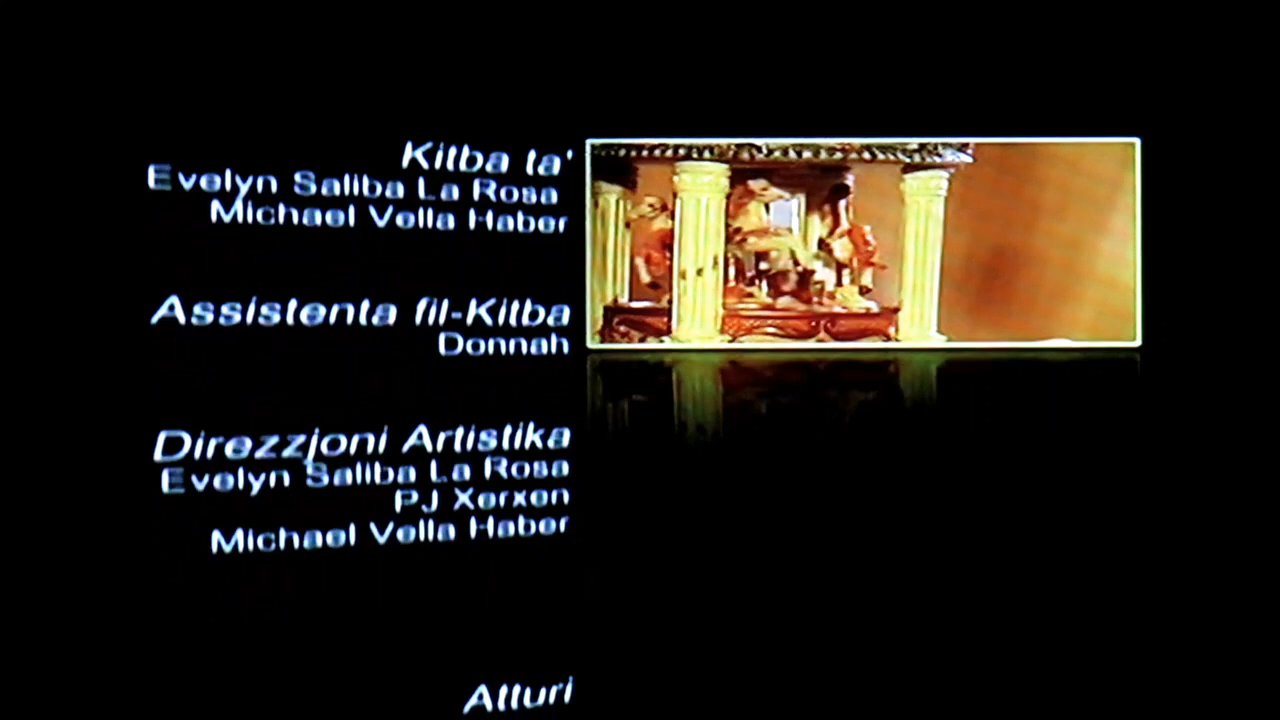 Kitba ta'
Evelyn Saliba La Rosa
Michael Vella Haber
Assistenta fil-Kitba
Donnah
Direzzjoni Artistika
Evelyn Saliba La Rosa
PJ Xerxen
Michael Vella Haber
Atturi